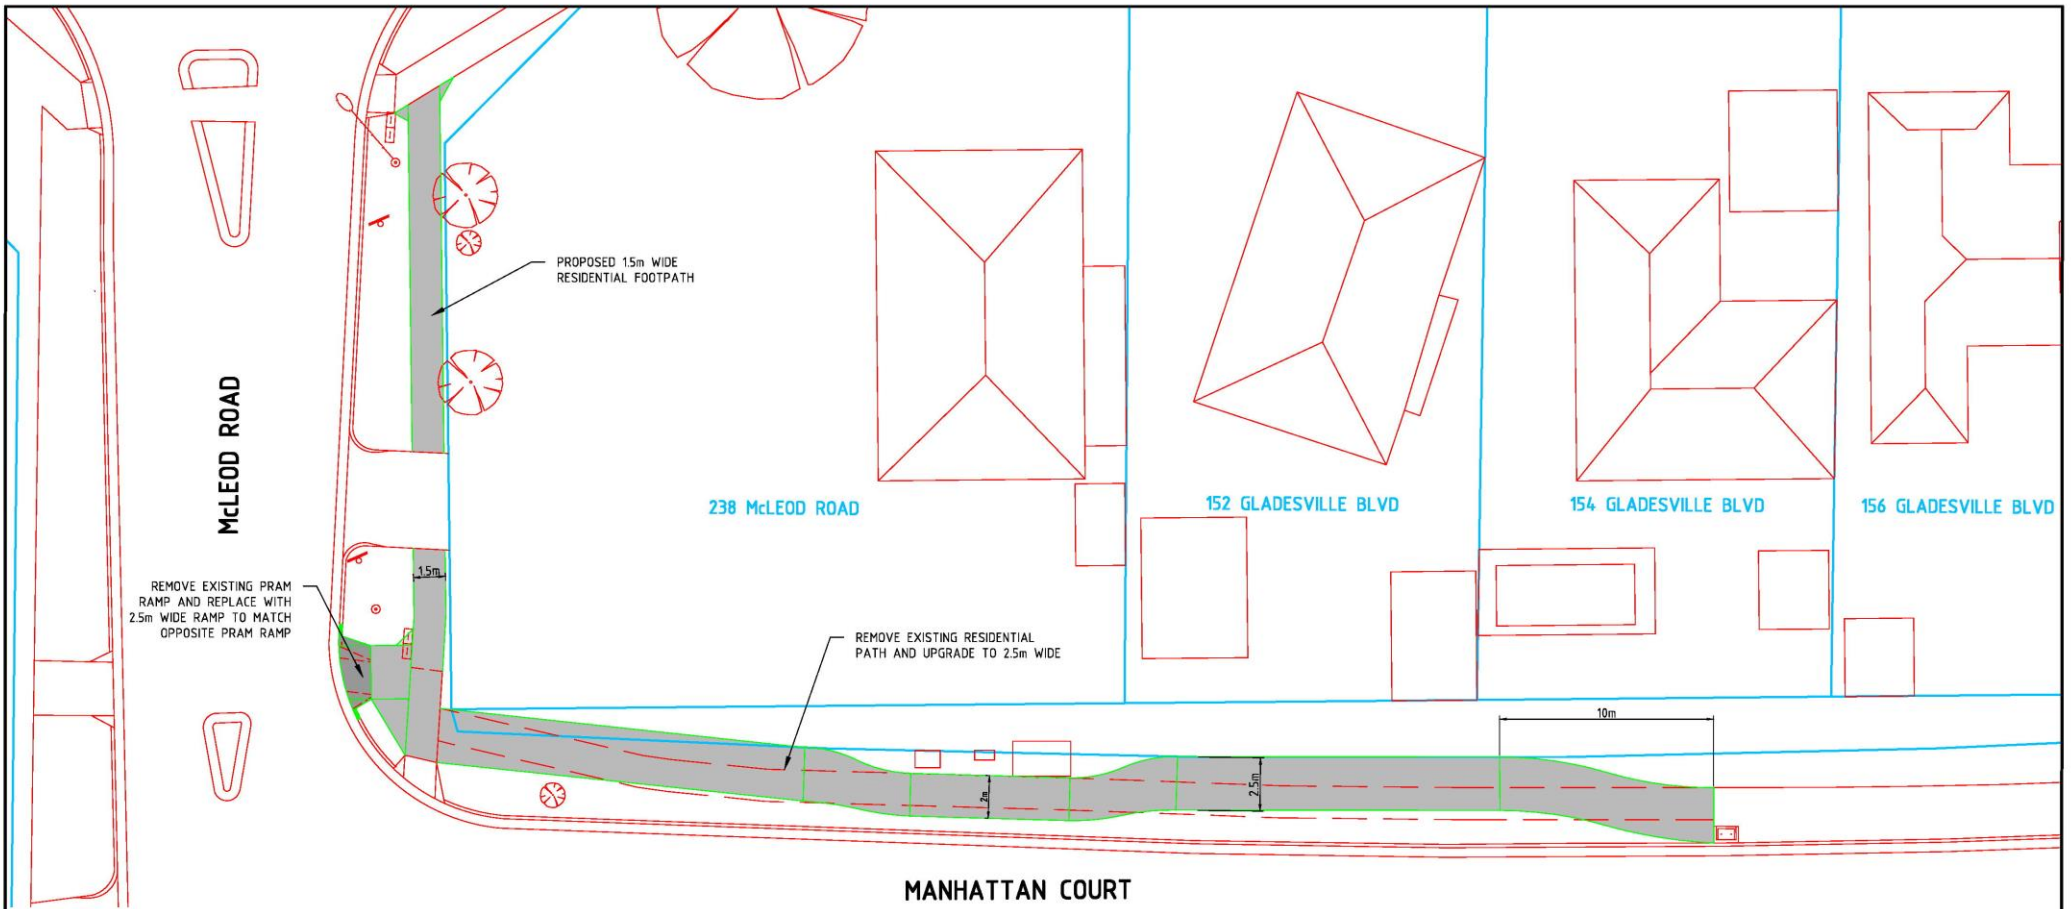 PROPOSED 1.5m WIDE
RESIDENTIAL FOOTPATH
McLEOD ROAD
238 McLEOD ROAD
152 GLADESVILLE BLVD
154 GLADESVILLE BLVD
156 GLADESVILLE BLVD
1.5m
REMOVE EXISTING PRAM
RAMP AND REPLACE WITH
2.5m WIDE RAMP TO MATCH
OPPOSITE PRAM RAMP
REMOVE EXISTING RESIDENTIAL
PATH AND UPGRADE TO 2.5m WIDE
10m
2m
2.5m
MANHATTAN COURT